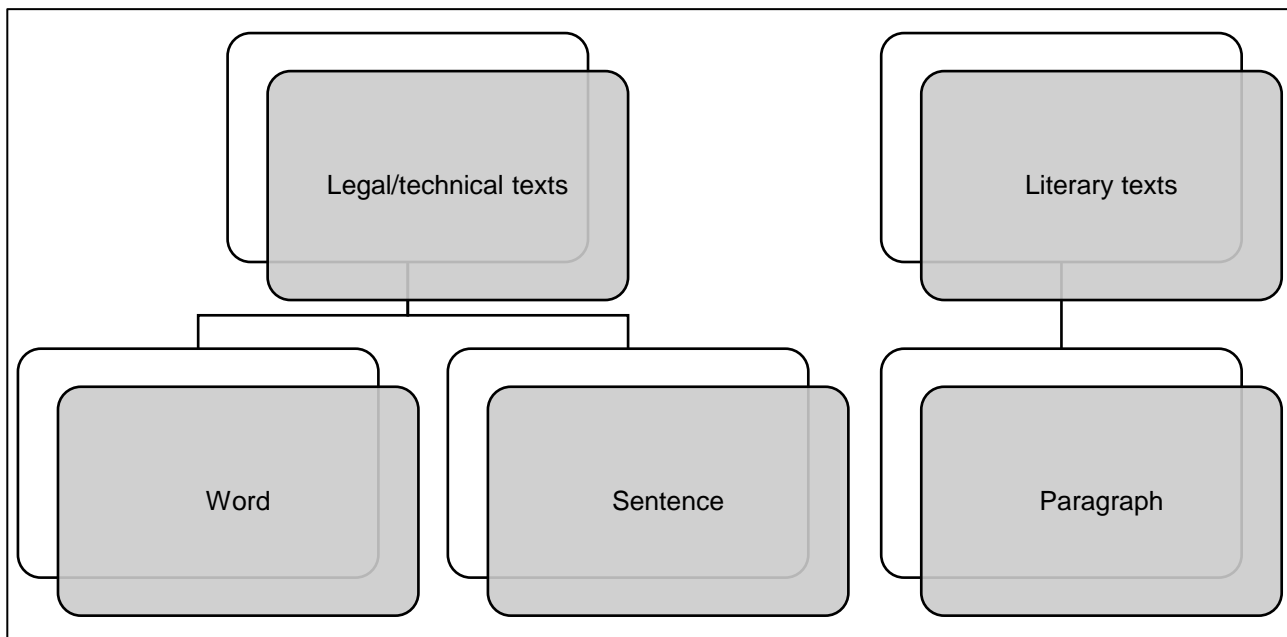 Legal/technical texts
Literary texts
Word
Sentence
Paragraph